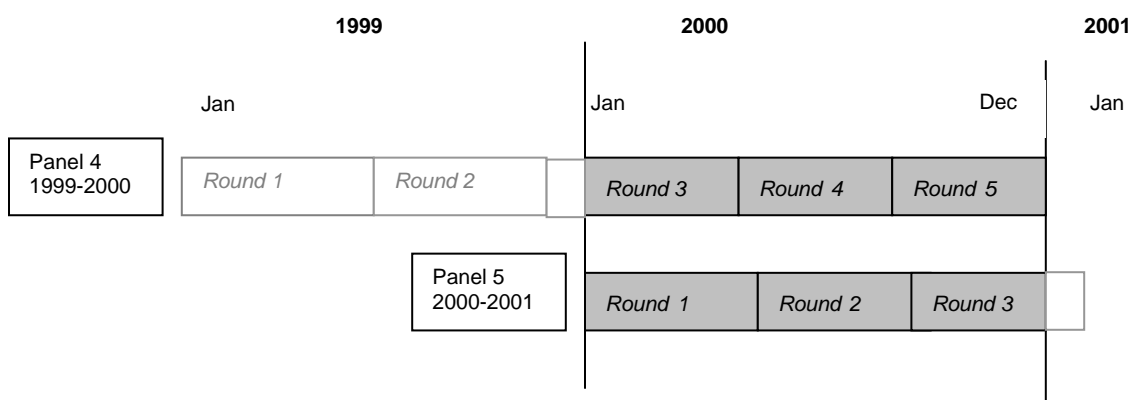 1999 2000 2001
Jan Jan Dec Jan
Panel 4
1999-2000
Round 1 Round 2 Round 3 Round 4 Round 5
Panel 5
2000-2001
Round 1 Round 2 Round 3